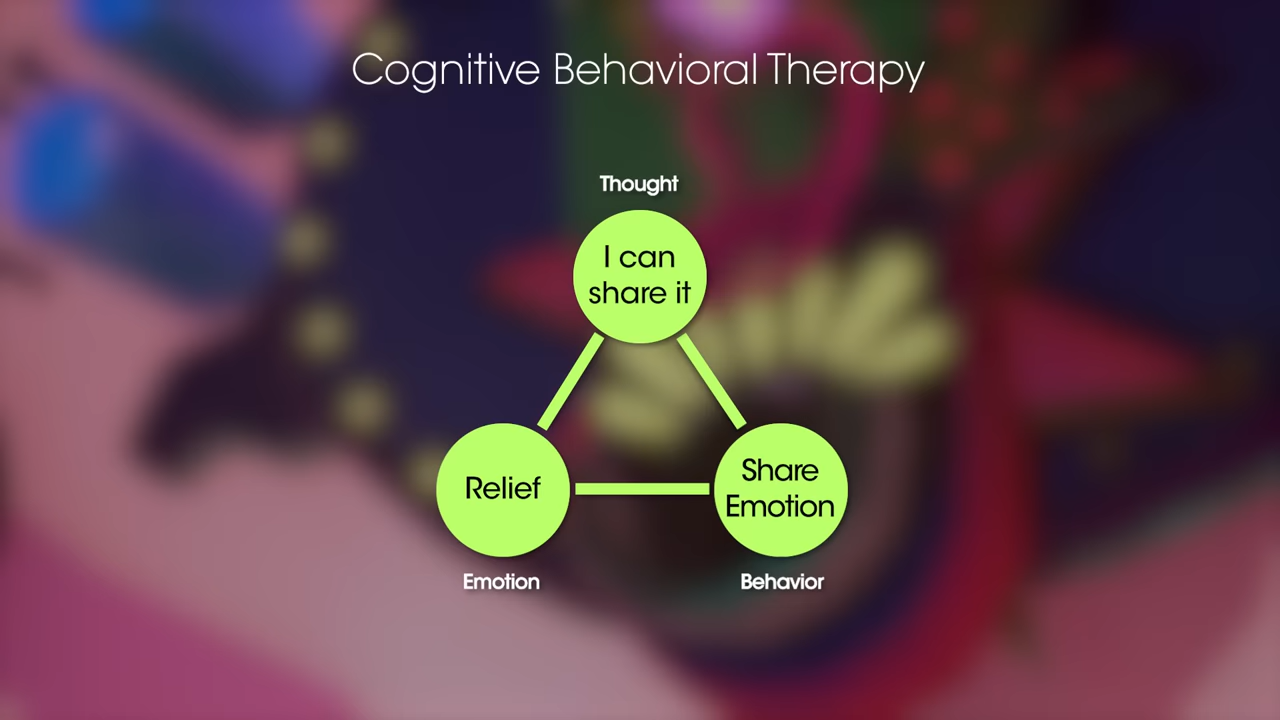 Cognitive Behavioral Therapy
Thought
I can
share it
Relief
Share
Emotion
Emotion
Behavior